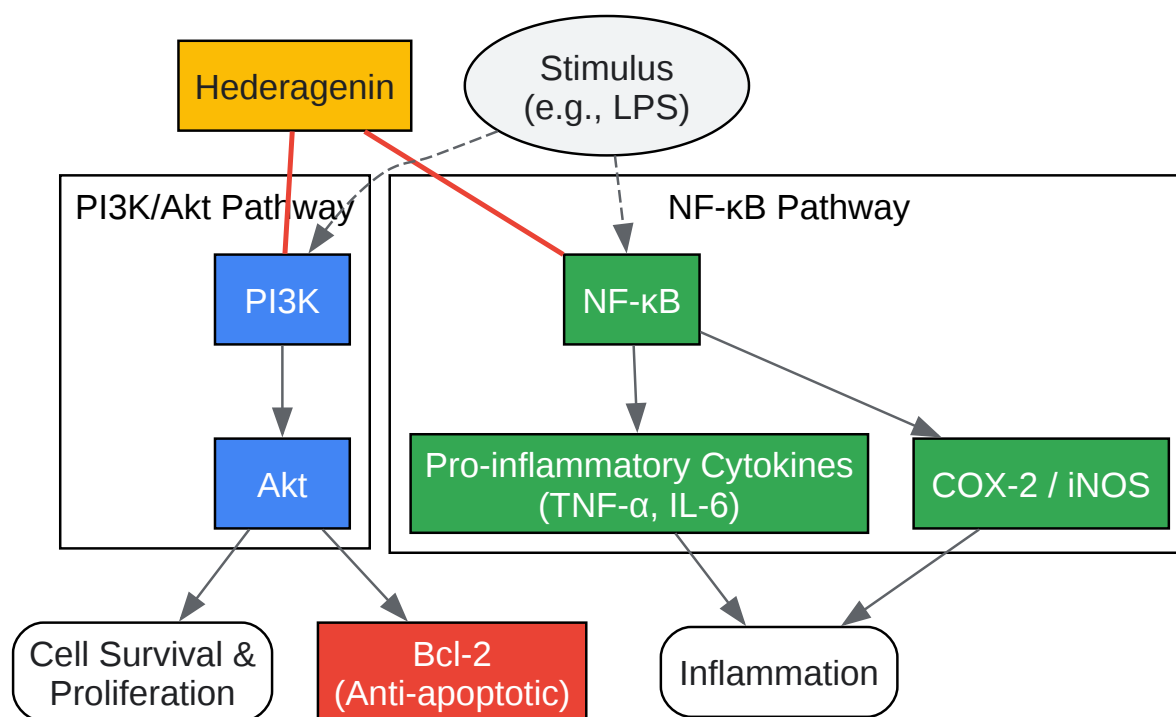 Hederagenin
Stimulus
(e.g., LPS)
PI3K/Akt Pathway
NF-κB Pathway
PI3K
NF-κB
Akt
Pro-inflammatory Cytokines
(TNF-α, IL-6)
COX-2 / iNOS
Cell Survival &
Proliferation
Bcl-2
(Anti-apoptotic)
Inflammation